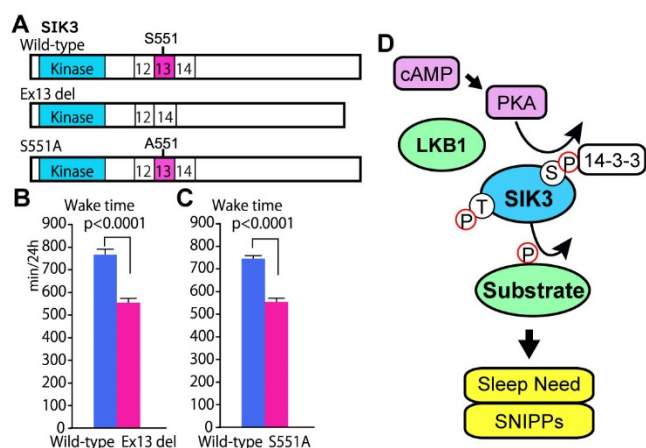 A
SIK3
Wild-type
S551
Kinase
12 13 14
Ex13 del
Kinase
12 14
S551A
A551
Kinase
12 13 14
B
Wake time
p<0.0001
min/24h
900
800
700
600
500
400
300
200
100
0
Wild-type Ex13 del
C
Wake time
p<0.0001
900
800
700
600
500
400
300
200
100
0
Wild-type S551A
D
cAMP
PKA
LKB1
14-3-3
P
S
SIK3
T
P
P
Substrate
Sleep Need
SNIPPs